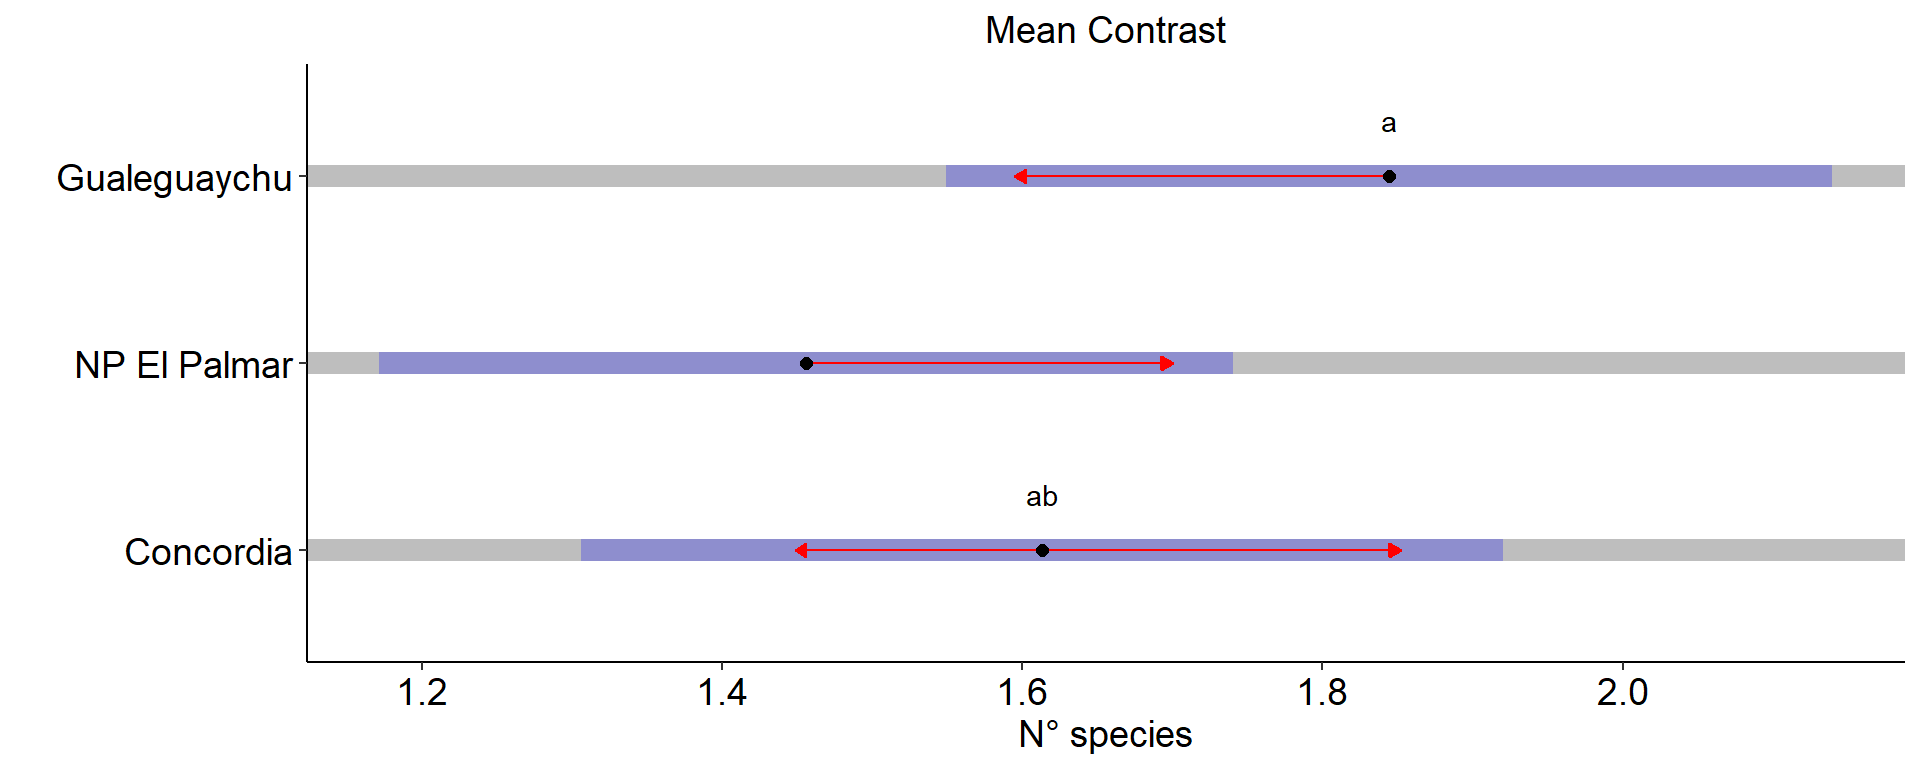 Mean Contrast
a
Gualeguaychu
NP El Palmar
ab
Concordia
1.2 1.4 1.6 1.8 2.0
N° species